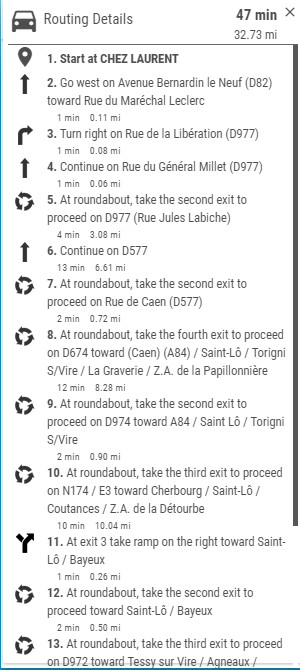 Routing Details
47 min
32.73 mi
1. Start at CHEZ LAURENT
2. Go west on Avenue Bernardin le Neuf (D82)
toward Rue du Maréchal Leclerc
1 min 0.11 mi
3. Turn right on Rue de la Libération (D977)
1 min 0.08 mi
4. Continue on Rue du Général Millet (D977)
1 min 0.06 mi
5. At roundabout, take the second exit to
proceed on D977 (Rue Jules Labiche)
4 min 3.08 mi
6. Continue on D577
13 min 6.61 mi
7. At roundabout, take the second exit to
proceed on Rue de Caen (D577)
2 min 0.72 mi
8. At roundabout, take the fourth exit to proceed
on D674 toward (Caen) (A84) / Saint-Lô / Torigni
S/Vire / La Graverie / Z.A. de la Papillonnière
12 min 8.28 mi
9. At roundabout, take the second exit to
proceed on D974 toward A84 / Saint Lô / Torigni
S/Vire
2 min 0.90 mi
10. At roundabout, take the third exit to proceed
on N174 / E3 toward Cherbourg / Saint-Lô /
Coutances / Z.A. de la Détourbe
10 min 10.04 mi
11. At exit 3 take ramp on the right toward Saint-
Lô / Bayeux
1 min 0.26 mi
12. At roundabout, take the second exit to
proceed toward Saint-Lô / Bayeux
2 min 0.50 mi
13. At roundabout, take the third exit to proceed
on D972 toward Tessy sur Vire / Agneaux /